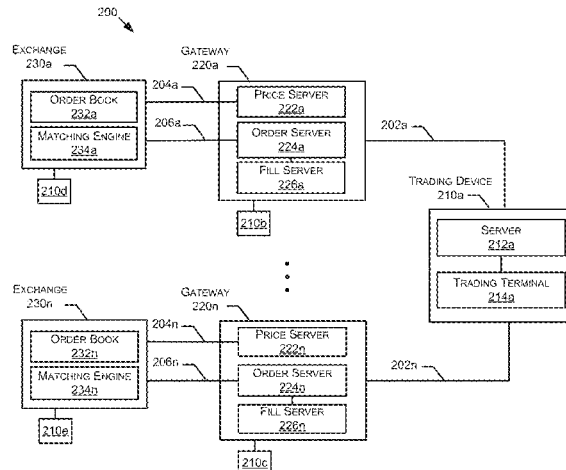 200
EXCHANGE
230a
ORDER BOOK
232a
MATCHING ENGINE
234a
210d
204a
206a
GATEWAY
220a
PRICE SERVER
222a
ORDER SERVER
224a
FILL SERVER
226a
210b
202a
TRADING DEVICE
210a
SERVER
212a
TRADING TERMINAL
214a
EXCHANGE
230n
ORDER BOOK
232n
MATCHING ENGINE
234n
210e
204n
206n
GATEWAY
220n
PRICE SERVER
222n
ORDER SERVER
224n
FILL SERVER
226n
210c
202n